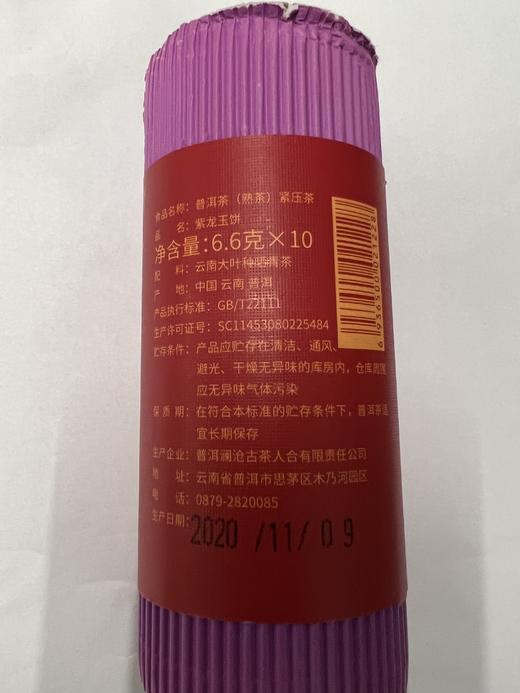 食品名称：普洱茶（熟茶）紧压茶
品 名：紫龙玉饼
净含量:6.6克×10
配 料：云南大叶种晒青茶
产 地：中国 云南 普洱
产品执行标准：GB/T22111
生产许可证号：SC11453080225484
贮存条件：产品应贮存在清洁、通风、
避光、干燥无异味的库房内，仓库周围
应无异味气体污染
保 质 期：在符合本标准的贮存条件下，普洱茶适
宜长期保存
生产企业：普洱澜沧古茶人合有限责任公司
地 址：云南省普洱市思茅区木乃河园区
电 话：0879-2820085
生产日期：2020 /11/ 09